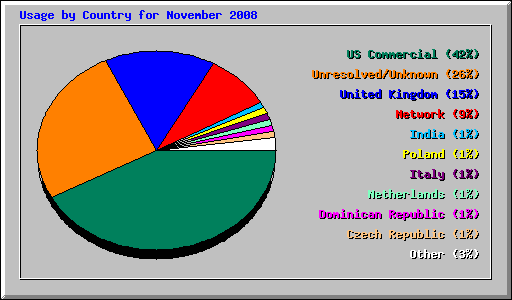 Usage by Country for November 2008
US Commercial (42%)
Unresolved/Unknown (26%)
United Kingdom (15%)
Network (9%)
India (1%)
Poland (1%)
Italy (1%)
Netherlands (1%)
Dominican Republic (1%)
Czech Republic (1%)
Other (3%)